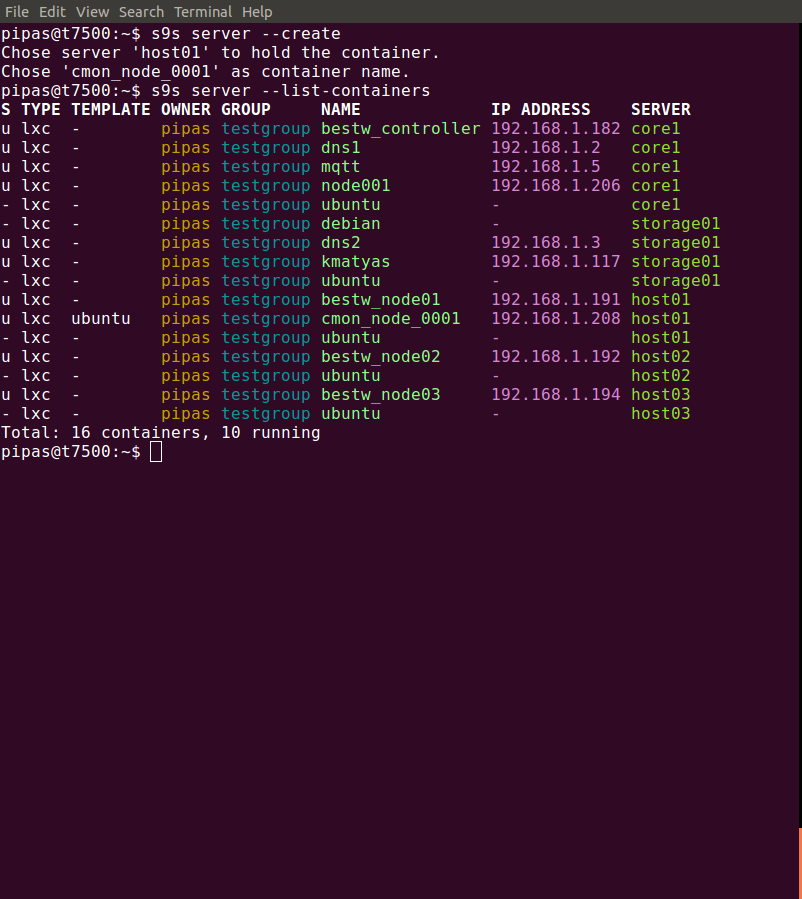 File Edit View Search Terminal Help
pipas@t7500:~$ s9s server --create
Chose server 'host01' to hold the container.
Chose 'cmon_node_0001' as container name.
pipas@t7500:~$ s9s server --list-containers
S TYPE TEMPLATE OWNER GROUP     NAME             IP ADDRESS    SERVER
u lxc  -        pipas testgroup bestw_controller 192.168.1.182 core1
u lxc  -        pipas testgroup dns1             192.168.1.2   core1
u lxc  -        pipas testgroup mqtt             192.168.1.5   core1
u lxc  -        pipas testgroup node001          192.168.1.206 core1
- lxc  -        pipas testgroup ubuntu           -             core1
- lxc  -        pipas testgroup debian           -             storage01
u lxc  -        pipas testgroup dns2             192.168.1.3   storage01
u lxc  -        pipas testgroup kmatyas          192.168.1.117 storage01
- lxc  -        pipas testgroup ubuntu           -             storage01
u lxc  -        pipas testgroup bestw_node01     192.168.1.191 host01
u lxc  ubuntu   pipas testgroup cmon_node_0001   192.168.1.208 host01
- lxc  -        pipas testgroup ubuntu           -             host01
u lxc  -        pipas testgroup bestw_node02     192.168.1.192 host02
- lxc  -        pipas testgroup ubuntu           -             host02
u lxc  -        pipas testgroup bestw_node03     192.168.1.194 host03
- lxc  -        pipas testgroup ubuntu           -             host03
Total: 16 containers, 10 running
pipas@t7500:~$